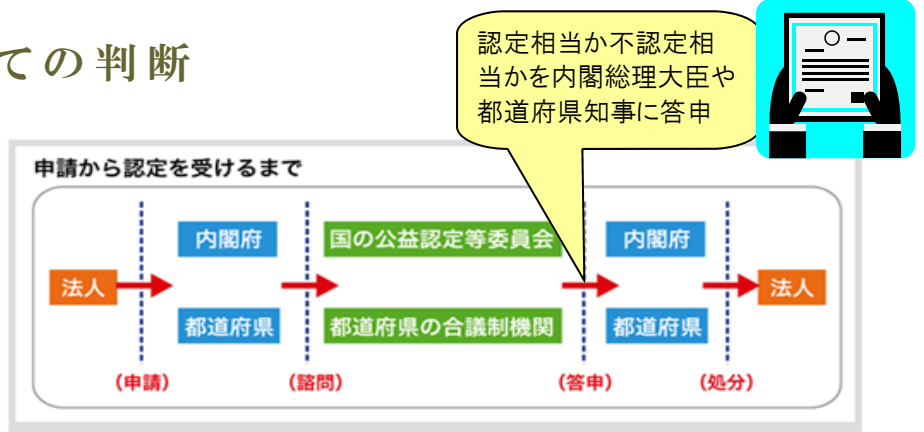 ての判断
認定相当か不認定相
当かを内閣総理大臣や
都道府県知事に答申
申請から認定を受けるまで
内閣府
国の公益認定等委員会
内閣府
法人
法人
都道府県
都道府県の合議制機関
都道府県
(申請)
(諮問)
(答申)
(処分)